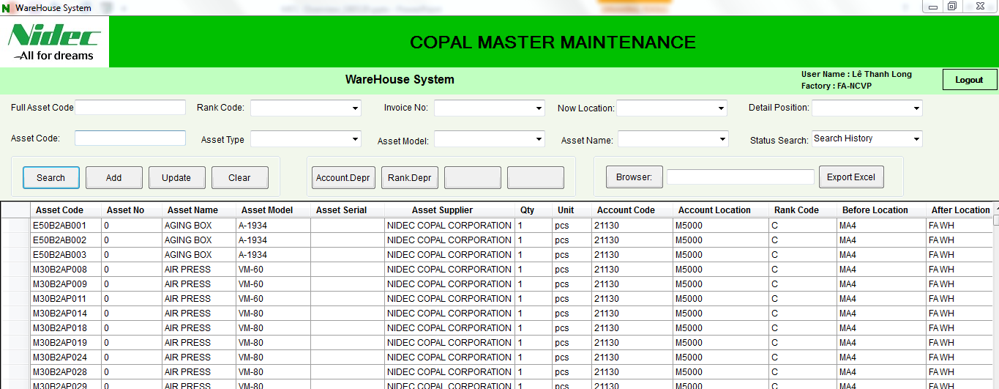 WareHouse System
Nidec
All for dreams
COPAL MASTER MAINTENANCE
WareHouse System
User Name : Lê Thanh Long
Factory : FA-NCVP
Logout
Full Asset Code Rank Code: Invoice No: Now Location: Detail Position:
Asset Code: Asset Type Asset Model: Asset Name: Status Search: Search History
Search Add Update Clear Account.Depr Rank.Depr Browser: Export Excel
Asset Code Asset No Asset Name Asset Model Asset Serial Asset Supplier Qty Unit Account Code Account Location Rank Code Before Location After Location
E50B2AB001 0 AGING BOX A-1934 NIDEC COPAL CORPORATION 1 pcs 21130 M5000 C MA4 FAWH
E50B2AB002 0 AGING BOX A-1934 NIDEC COPAL CORPORATION 1 pcs 21130 M5000 C MA4 FAWH
E50B2AB003 0 AGING BOX A-1934 NIDEC COPAL CORPORATION 1 pcs 21130 M5000 C MA4 FAWH
M30B2AP008 0 AIR PRESS VM-60 NIDEC COPAL CORPORATION 1 pcs 21130 M5000 C MA4 FAWH
M30B2AP009 0 AIR PRESS VM-60 NIDEC COPAL CORPORATION 1 pcs 21130 M5000 C MA4 FAWH
M30B2AP011 0 AIR PRESS VM-60 NIDEC COPAL CORPORATION 1 pcs 21130 M5000 C MA4 FAWH
M30B2AP014 0 AIR PRESS VM-80 NIDEC COPAL CORPORATION 1 pcs 21130 M5000 C MA4 FAWH
M30B2AP018 0 AIR PRESS VM-80 NIDEC COPAL CORPORATION 1 pcs 21130 M5000 C MA4 FAWH
M30B2AP019 0 AIR PRESS VM-80 NIDEC COPAL CORPORATION 1 pcs 21130 M5000 C MA4 FAWH
M30B2AP024 0 AIR PRESS VM-80 NIDEC COPAL CORPORATION 1 pcs 21130 M5000 C MA4 FAWH
M30B2AP028 0 AIR PRESS VM-80 NIDEC COPAL CORPORATION 1 pcs 21130 M5000 C MA4 FAWH
M30B2AP029 0 AIR PRESS VM-80 NIDEC COPAL CORPORATION 1 pcs 21130 M5000 C MA4 FAWH